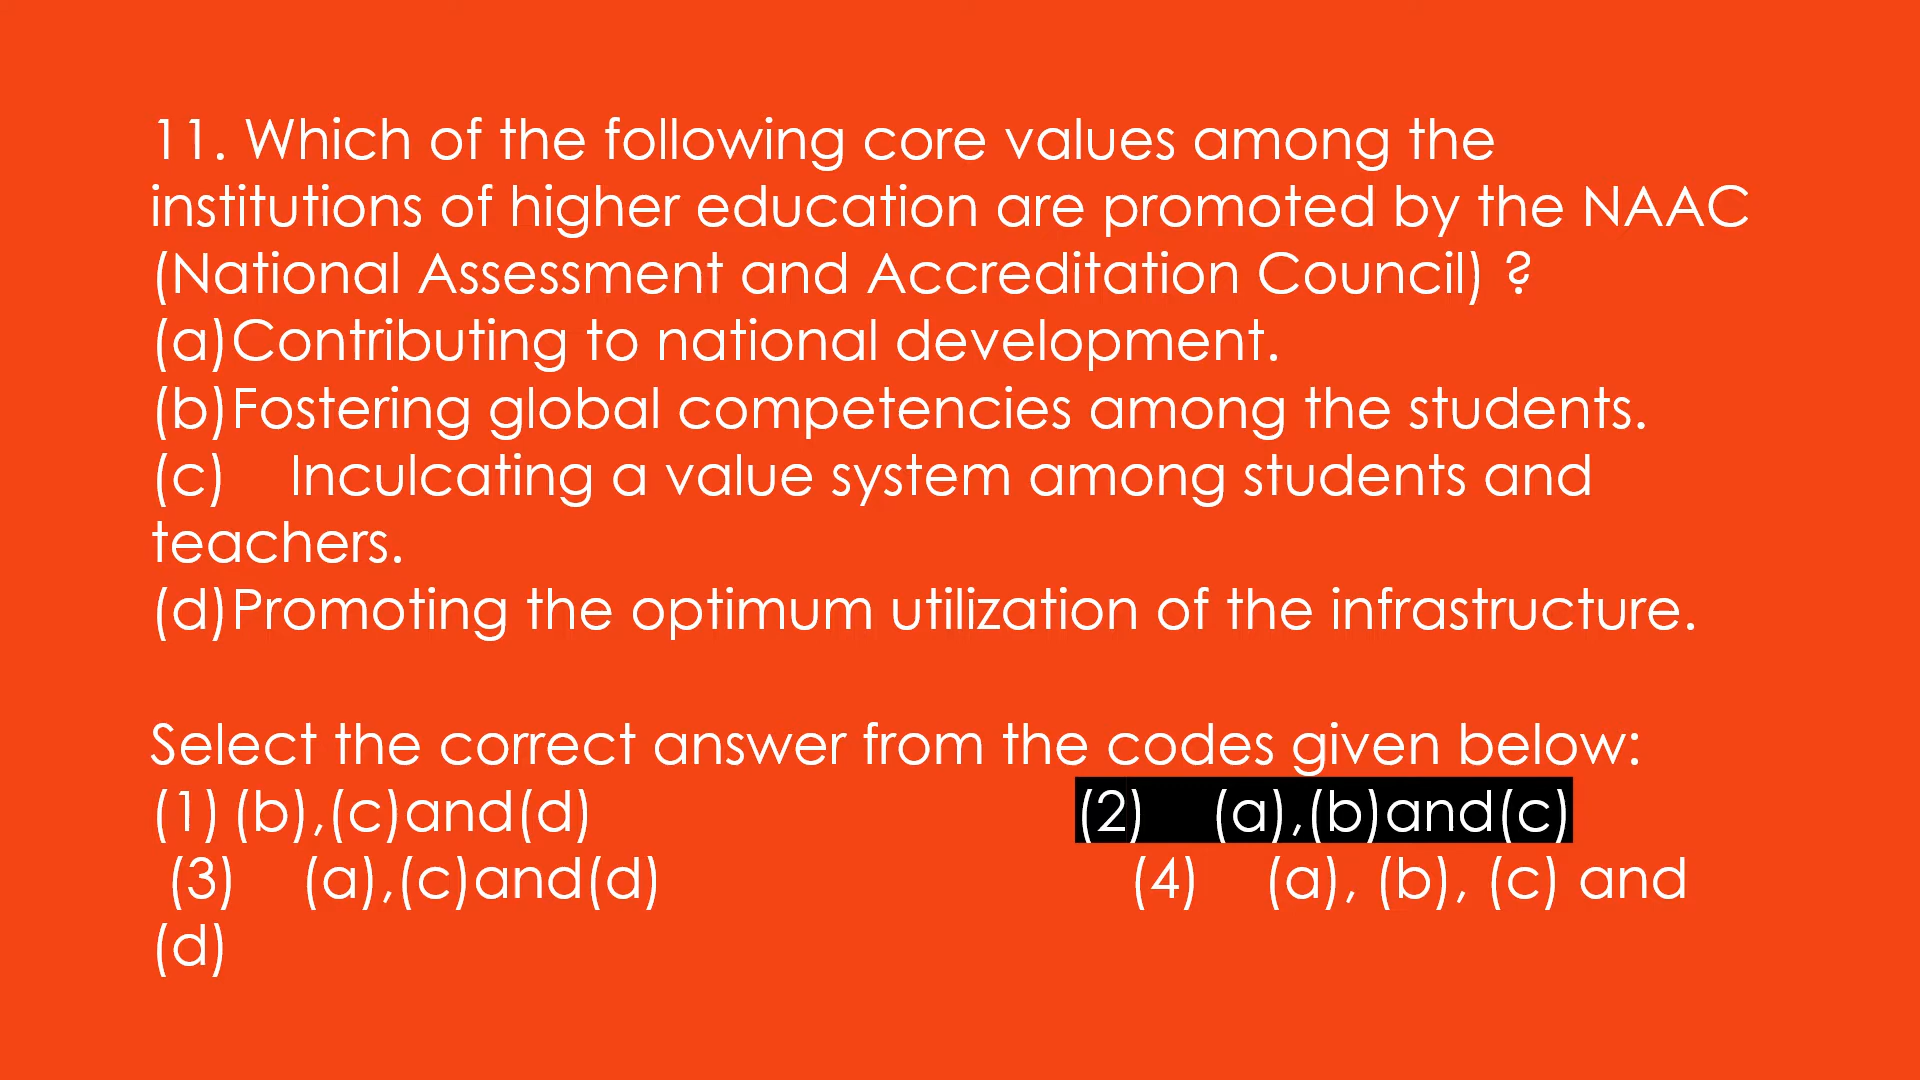 11. Which of the following core values among the
institutions of higher education are promoted by the NAAC
(National Assessment and Accreditation Council) ?
(a)Contributing to national development.
(b)Fostering global competencies among the students.
(c) Inculcating a value system among students and
teachers.
(d)Promoting the optimum utilization of the infrastructure.
Select the correct answer from the codes given below:
(1) (b),(c)and(d) (2) (a),(b)and(c)
(3) (a),(c)and(d) (4) (a), (b), (c) and
(d)